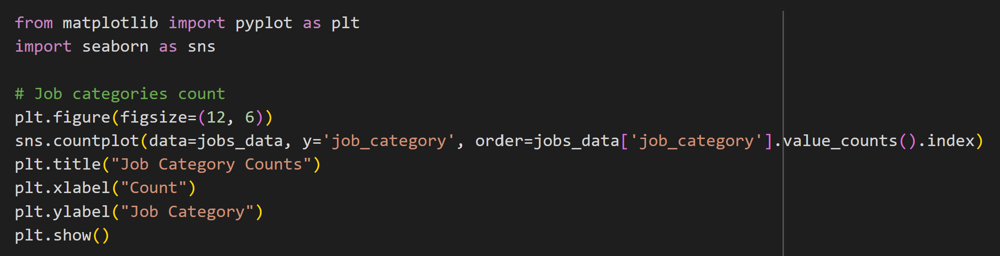 from matplotlib import pyplot as plt
import seaborn as sns
# Job categories count
plt.figure(figsize=(12, 6))
sns.countplot(data=jobs_data, y='job_category', order=jobs_data['job_category'].value_counts().index)
plt.title("Job Category Counts")
plt.xlabel("Count")
plt.ylabel("Job Category")
plt.show()